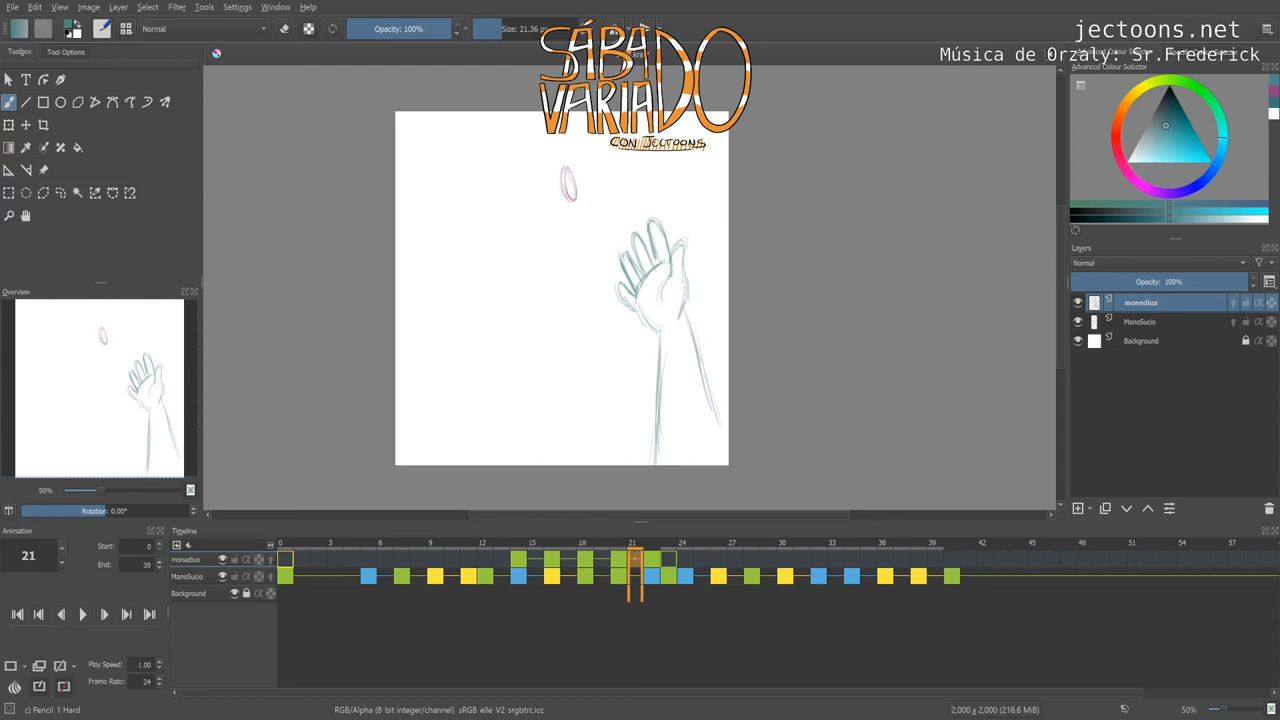 File Edit View Image Layer Select Filter Tools Settings Window Help
Normal
Opacity: 100%
Size: 21.36 px
SÁBADO
VARIADO
CON JECTOONS
jectoons.net
Música de Orzaty: Sr.Frederick
Toolbox Tool Options
Advanced Colour Selector
Layers
Normal
Opacity: 100%
monediux
ManoSucio
Background
Overview
50%
Rotation: 0.00°
Animation
21
Start: 0
End: 39
Play Speed: 1.00
Frame Rate: 24
Timeline
0 3 6 9 12 15 18 21 24 27 30 33 36 39 42 45 48 51 54 57
monediux
ManoSucio
Background
c) Pencil 1 Hard
RGB/Alpha (8 bit integer/channel) sRGB elle V2 srgbtrc.icc
2,000 x 2,000 (216.6 MiB)
50%